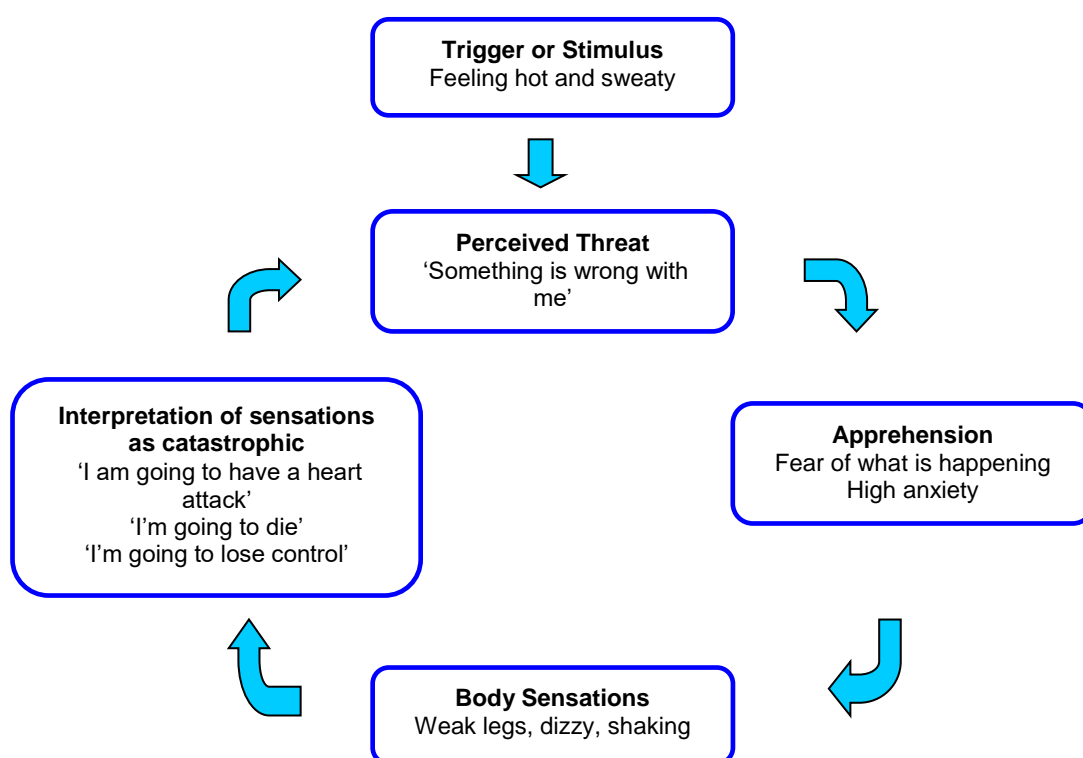 Trigger or Stimulus
Feeling hot and sweaty
Perceived Threat
‘Something is wrong with
me’
Interpretation of sensations
as catastrophic
‘I am going to have a heart
attack’
‘I’m going to die’
‘I’m going to lose control’
Apprehension
Fear of what is happening
High anxiety
Body Sensations
Weak legs, dizzy, shaking